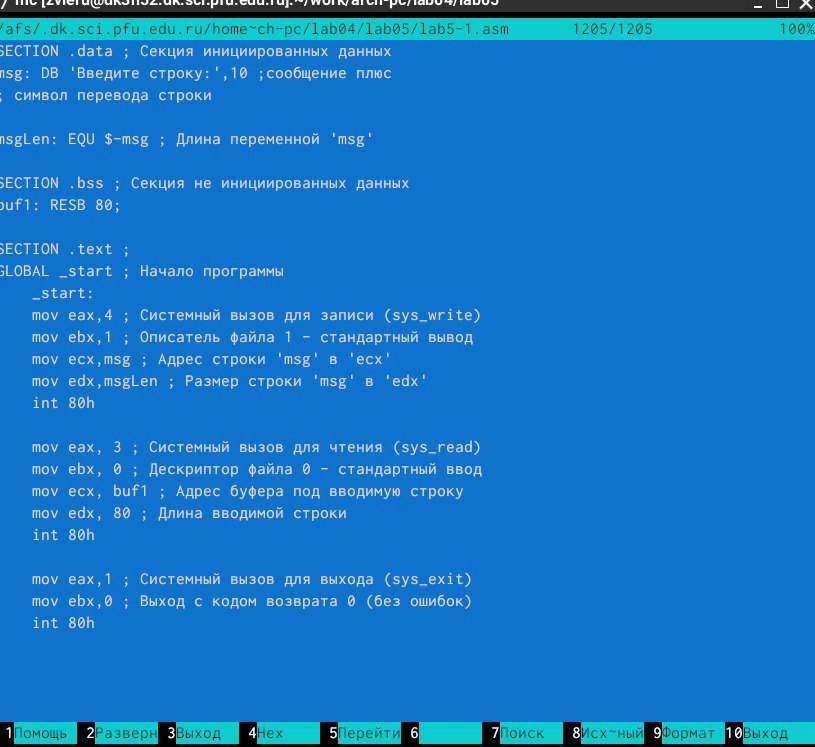 mc [zvieru@dk3n52.dk.sci.pfu.edu.ru]:~/work/arch-pc/lab04/lab05
/afs/.dk.sci.pfu.edu.ru/home~ch-pc/lab04/lab05/lab5-1.asm 1205/1205 100%
SECTION .data ; Секция инициированных данных
msg: DB 'Введите строку:',10 ;сообщение плюс
; символ перевода строки
msgLen: EQU $-msg ; Длина переменной 'msg'
SECTION .bss ; Секция не инициированных данных
buf1: RESB 80;
SECTION .text ;
GLOBAL _start ; Начало программы
_start:
mov eax,4 ; Системный вызов для записи (sys_write)
mov ebx,1 ; Описатель файла 1 - стандартный вывод
mov ecx,msg ; Адрес строки 'msg' в 'ecx'
mov edx,msgLen ; Размер строки 'msg' в 'edx'
int 80h
mov eax, 3 ; Системный вызов для чтения (sys_read)
mov ebx, 0 ; Дескриптор файла 0 - стандартный ввод
mov ecx, buf1 ; Адрес буфера под вводимую строку
mov edx, 80 ; Длина вводимой строки
int 80h
mov eax,1 ; Системный вызов для выхода (sys_exit)
mov ebx,0 ; Выход с кодом возврата 0 (без ошибок)
int 80h
1Помощь 2Разверн 3Выход 4Hex 5Перейти 6 7Поиск 8Исх~ный 9Формат 10Выход